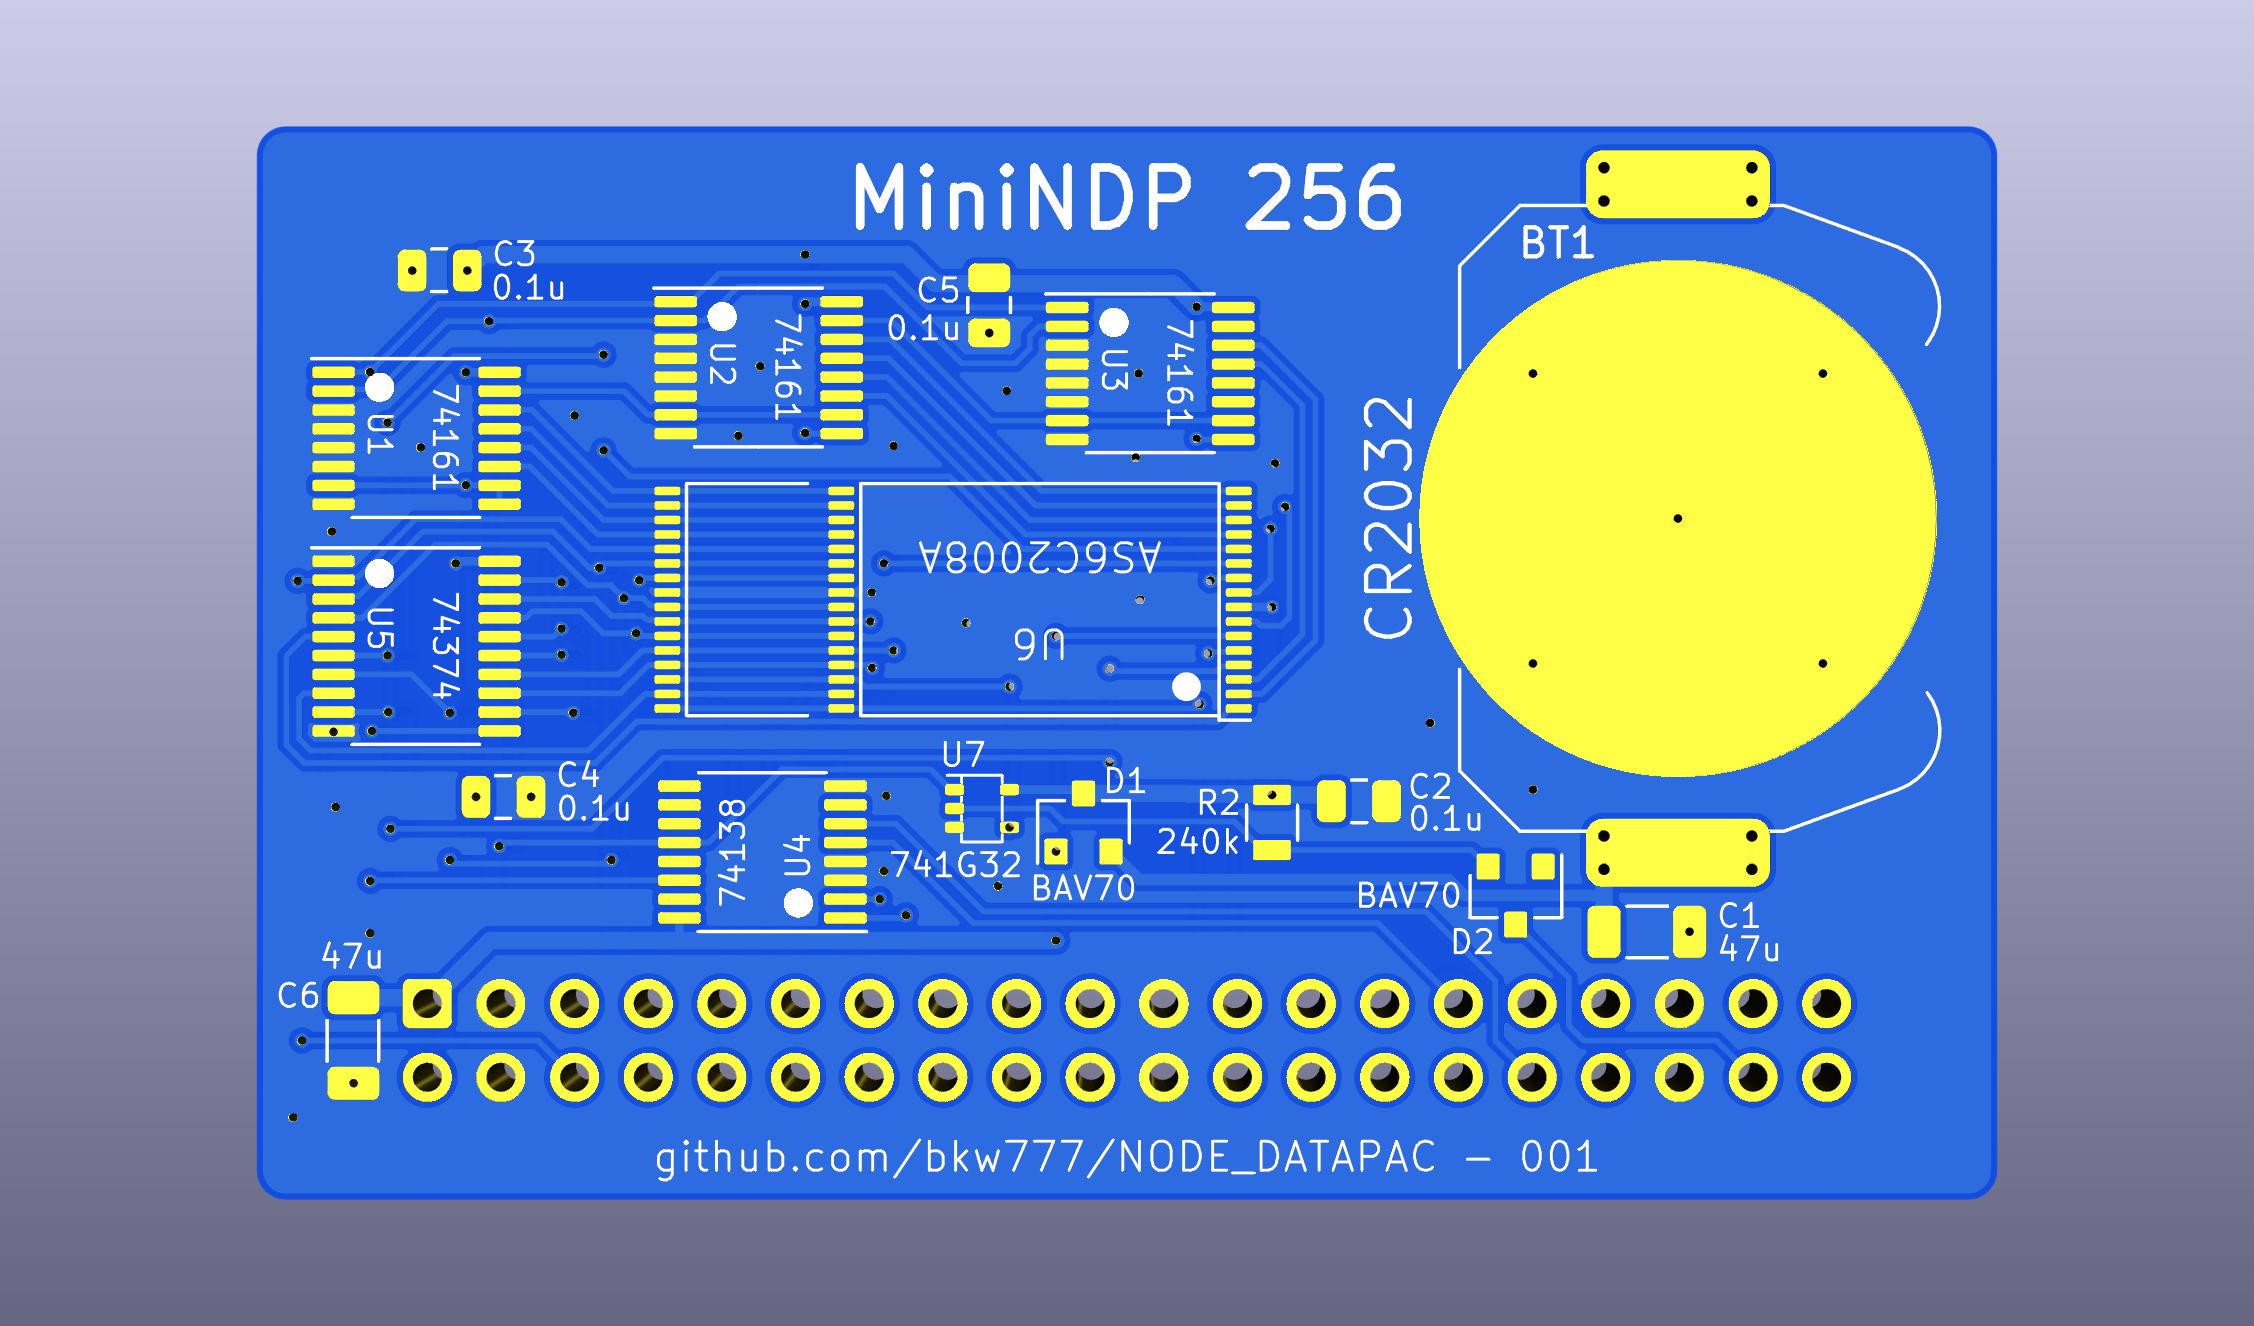 MiniNDP 256
C3
0.1u
C5
0.1u
BT1
U2
74161
U3
74161
U1
74161
CR2032
AS6C2008A
U6
U5
74374
C4
0.1u
U7
741G32
D1
BAV70
R2
240k
C2
0.1u
74138
U4
BAV70
D2
C1
47u
47u
C6
github.com/bkw777/NODE_DATAPAC - 001